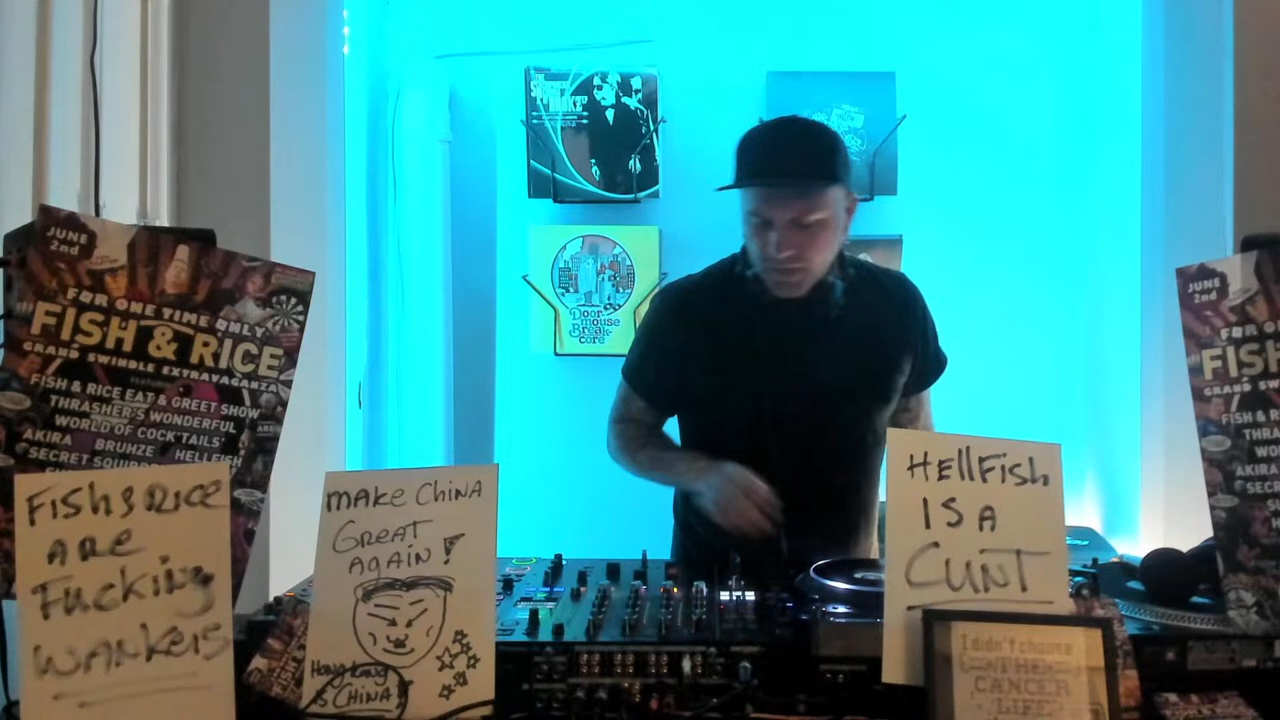 JUNE
2nd
FOR ONE TIME ONLY
FISH & RICE
GRAND SWINDLE EXTRAVAGANZA
FEATURING
FISH & RICE EAT & GREET SHOW
THRASHER'S WONDERFUL
WORLD OF COCK'TAILS'
AKIRA BRUHZE HELLFISH
SECRET
FISH & RICE
ARE
Fucking
WANKERS
MAKE CHINA
GREAT
AGAIN!
HONG KONG
IS CHINA!
Door-
mouse
Break-
core
HEllFisH
IS A
CUNT
I didn't choose
THE
CANCER
LIFE
JUNE
2nd
FOR O
FISH
GRAND SW
FISH & R
THRA
WO
AKIRA
SECR